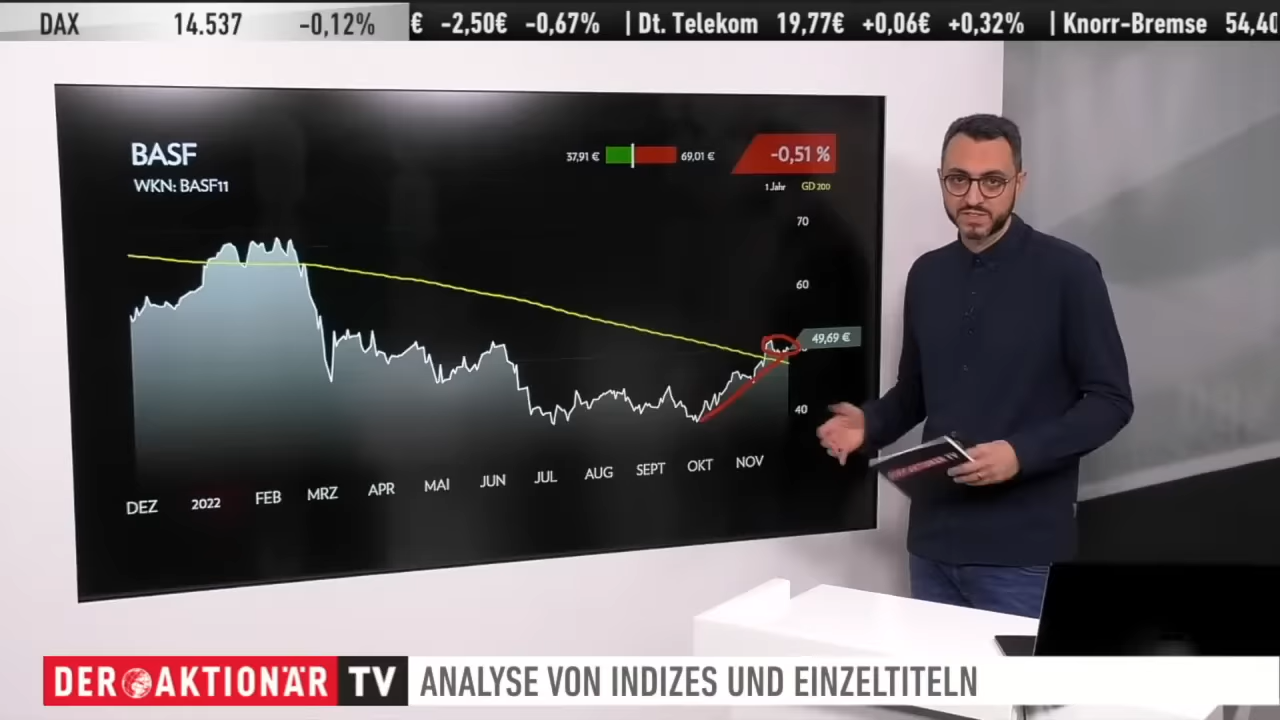 DAX 14.537 -0,12% € -2,50€ -0,67% | Dt. Telekom 19,77€ +0,06€ +0,32% | Knorr-Bremse 54,40
BASF
WKN: BASF11
37,91 € 69,01 €
-0,51 %
1 Jahr GD 200
70
60
49,69 €
40
DEZ 2022 FEB MRZ APR MAI JUN JUL AUG SEPT OKT NOV
DER AKTIONÄR TV
DER AKTIONÄR TV ANALYSE VON INDIZES UND EINZELTITELN